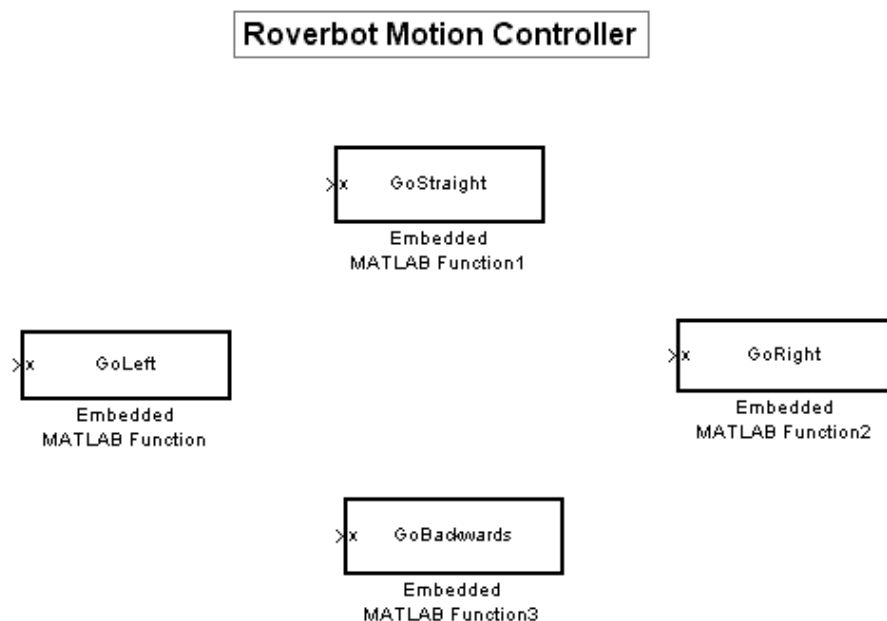 Roverbot Motion Controller
x GoStraight
Embedded
MATLAB Function1
x GoLeft
Embedded
MATLAB Function
x GoRight
Embedded
MATLAB Function2
x GoBackwards
Embedded
MATLAB Function3